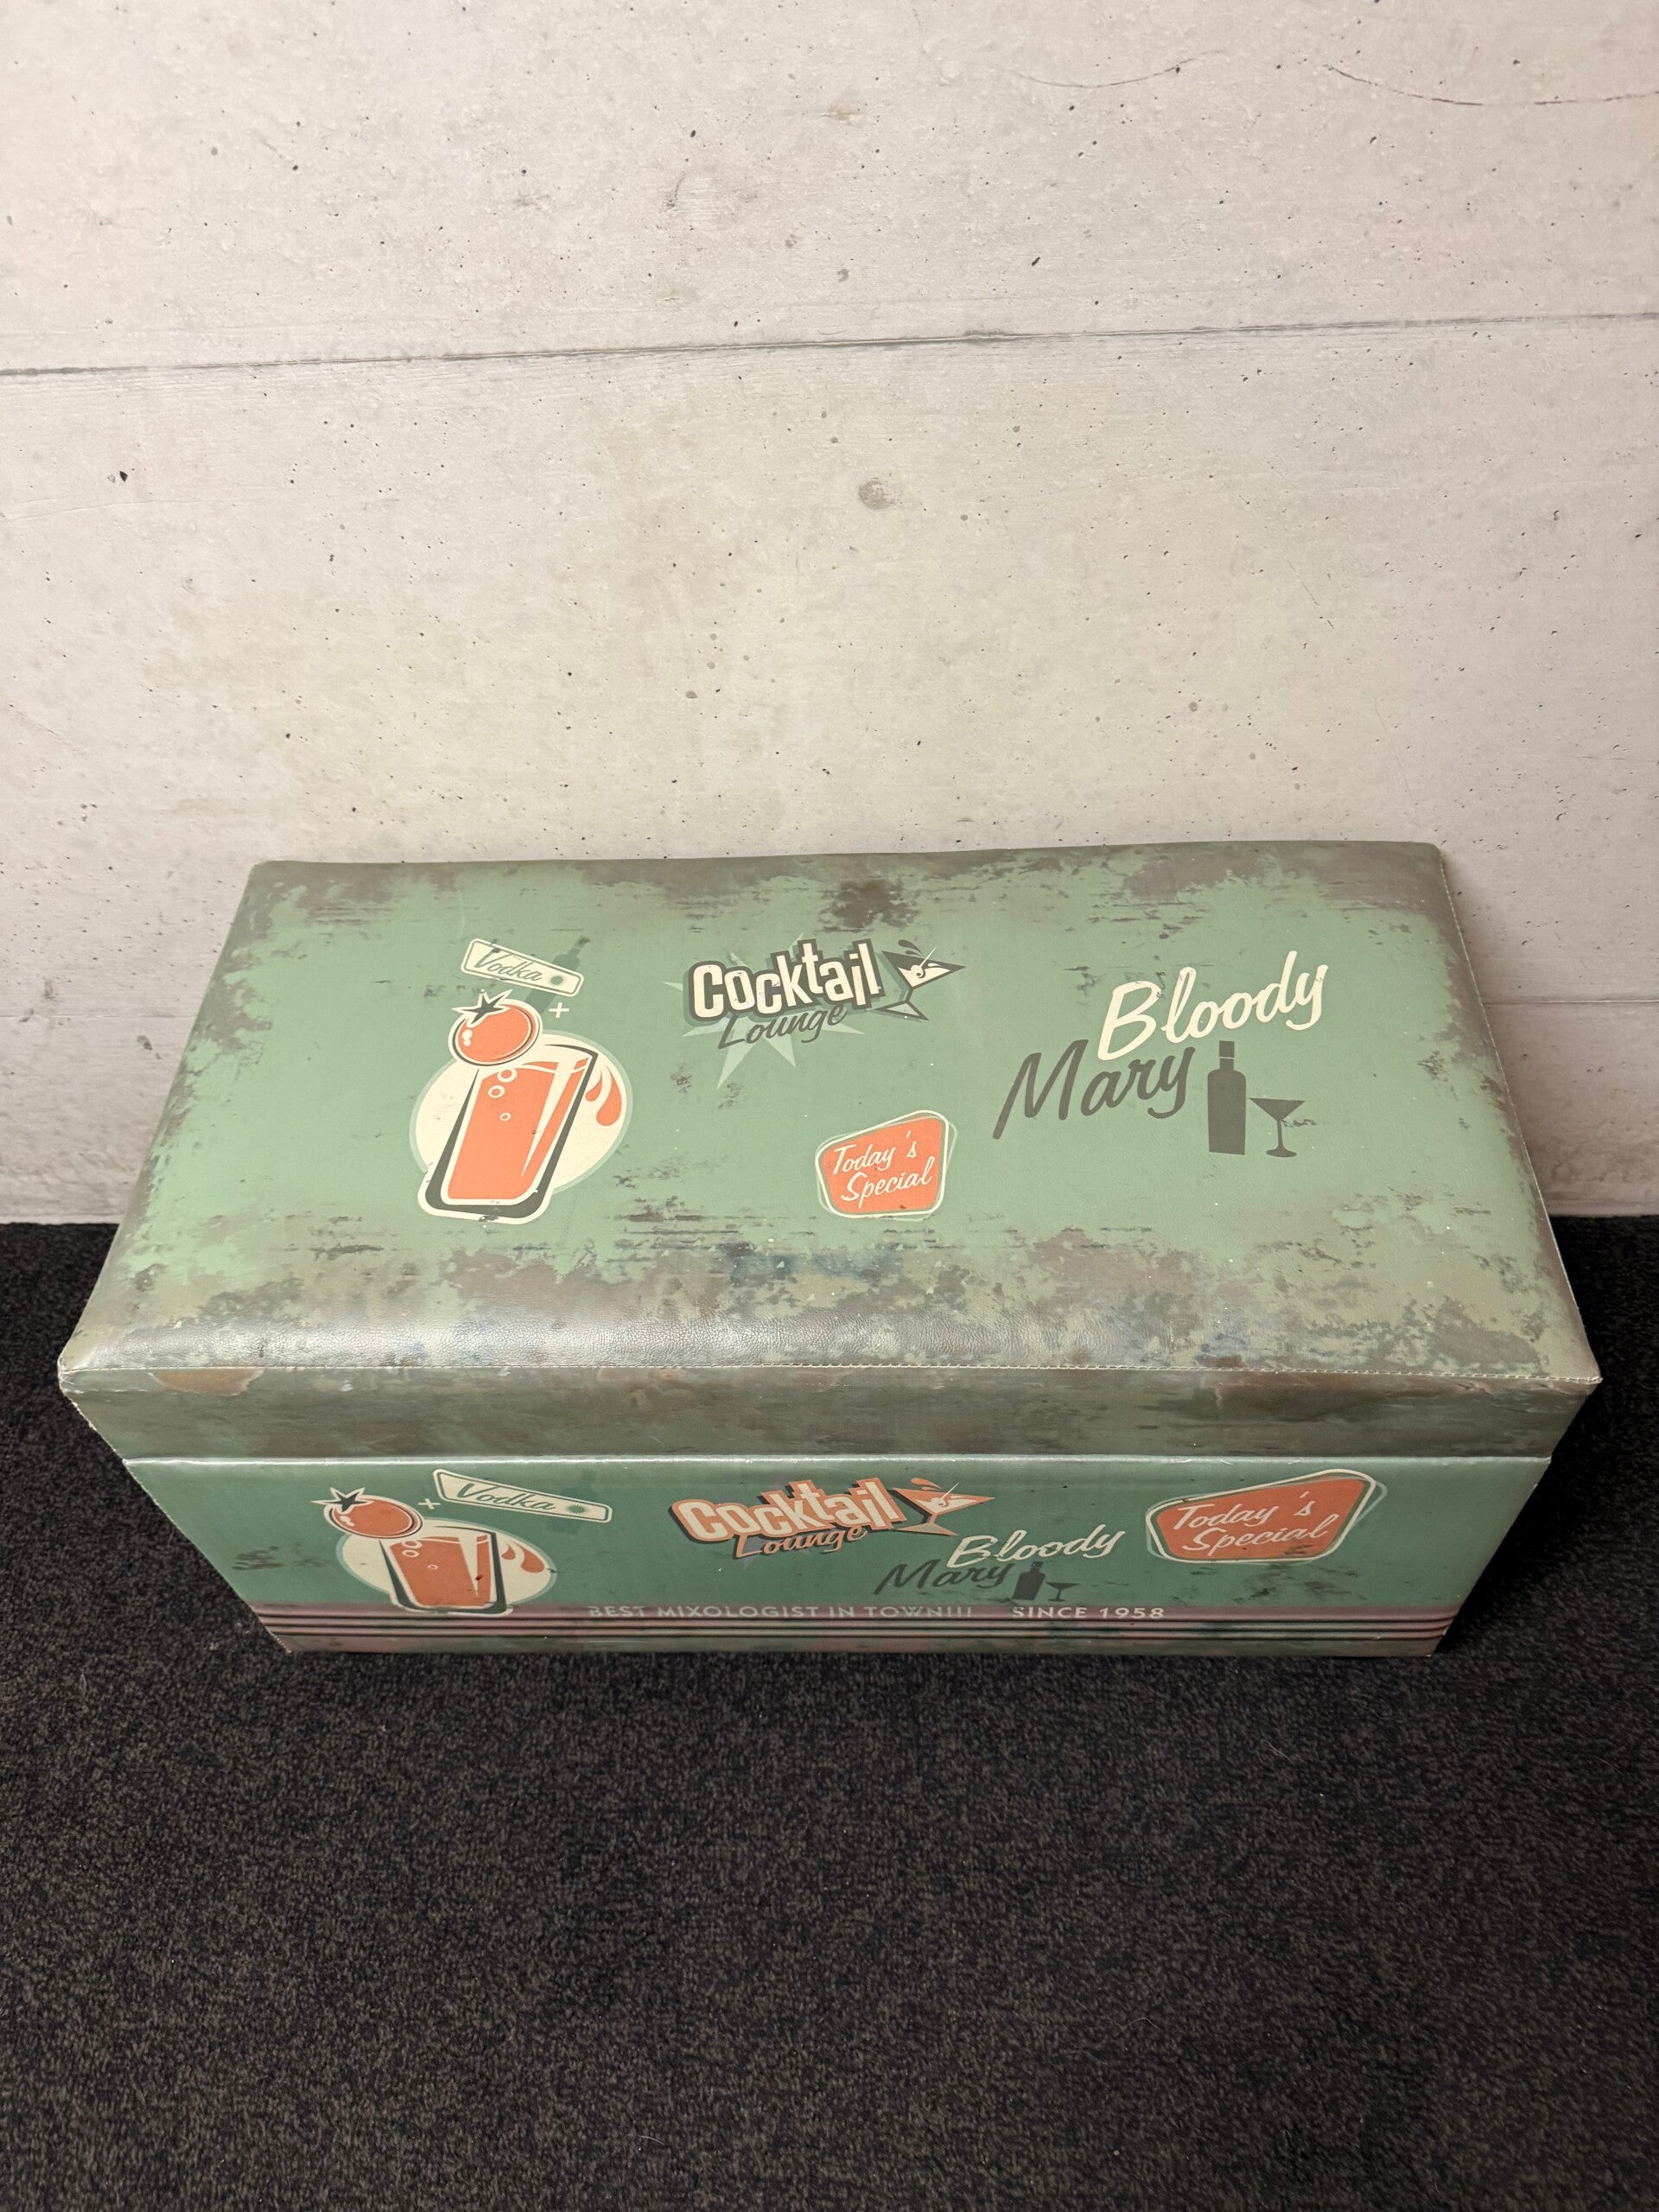 Vodka
+
Cocktail
Lounge
Bloody
Mary
Today's
Special
+
Vodka
Cocktail
Lounge
Bloody
Mary
Today's
Special
BEST MIXOLOGIST IN TOWN!!! SINCE 1958